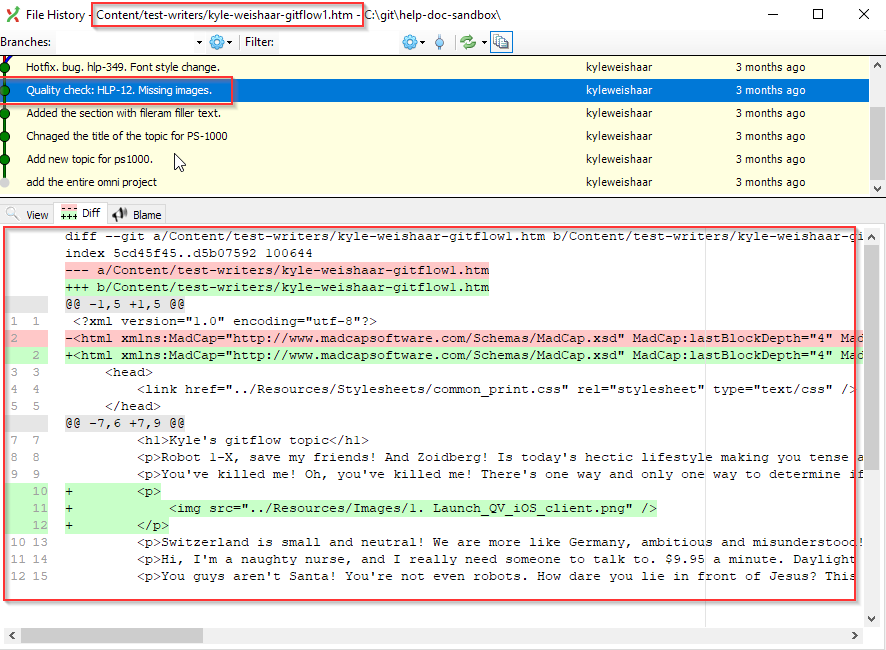 File History - Content/test-writers/kyle-weishaar-gitflow1.htm - C:\git\help-doc-sandbox\
Branches: Filter:
Hotfix. bug. hlp-349. Font style change. kyleweishaar 3 months ago
Quality check: HLP-12. Missing images. kyleweishaar 3 months ago
Added the section with fileram filler text. kyleweishaar 3 months ago
Chnaged the title of the topic for PS-1000 kyleweishaar 3 months ago
Add new topic for ps1000. kyleweishaar 3 months ago
add the entire omni project kyleweishaar 3 months ago
View Diff Blame
diff --git a/Content/test-writers/kyle-weishaar-gitflow1.htm b/Content/test-writers/kyle-weishaar-gi
index 5cd45f45..d5b07592 100644
--- a/Content/test-writers/kyle-weishaar-gitflow1.htm
+++ b/Content/test-writers/kyle-weishaar-gitflow1.htm
@@ -1,5 +1,5 @@
1 1 <?xml version="1.0" encoding="utf-8"?>
2 -<html xmlns:MadCap="http://www.madcapsoftware.com/Schemas/MadCap.xsd" MadCap:lastBlockDepth="4" Mad
2 +<html xmlns:MadCap="http://www.madcapsoftware.com/Schemas/MadCap.xsd" MadCap:lastBlockDepth="4" Mad
3 3 <head>
4 4 <link href="../Resources/Stylesheets/common_print.css" rel="stylesheet" type="text/css" />
5 5 </head>
@@ -7,6 +7,9 @@
7 7 <h1>Kyle's gitflow topic</h1>
8 8 <p>Robot 1-X, save my friends! And Zoidberg! Is today's hectic lifestyle making you tense a
9 9 <p>You've killed me! Oh, you've killed me! There's one way and only one way to determine if
10 + <p>
11 + <img src="../Resources/Images/1. Launch_QV_iOS_client.png" />
12 + </p>
10 13 <p>Switzerland is small and neutral! We are more like Germany, ambitious and misunderstood!
11 14 <p>Hi, I'm a naughty nurse, and I really need someone to talk to. $9.95 a minute. Daylight
12 15 <p>You guys aren't Santa! You're not even robots. How dare you lie in front of Jesus? This